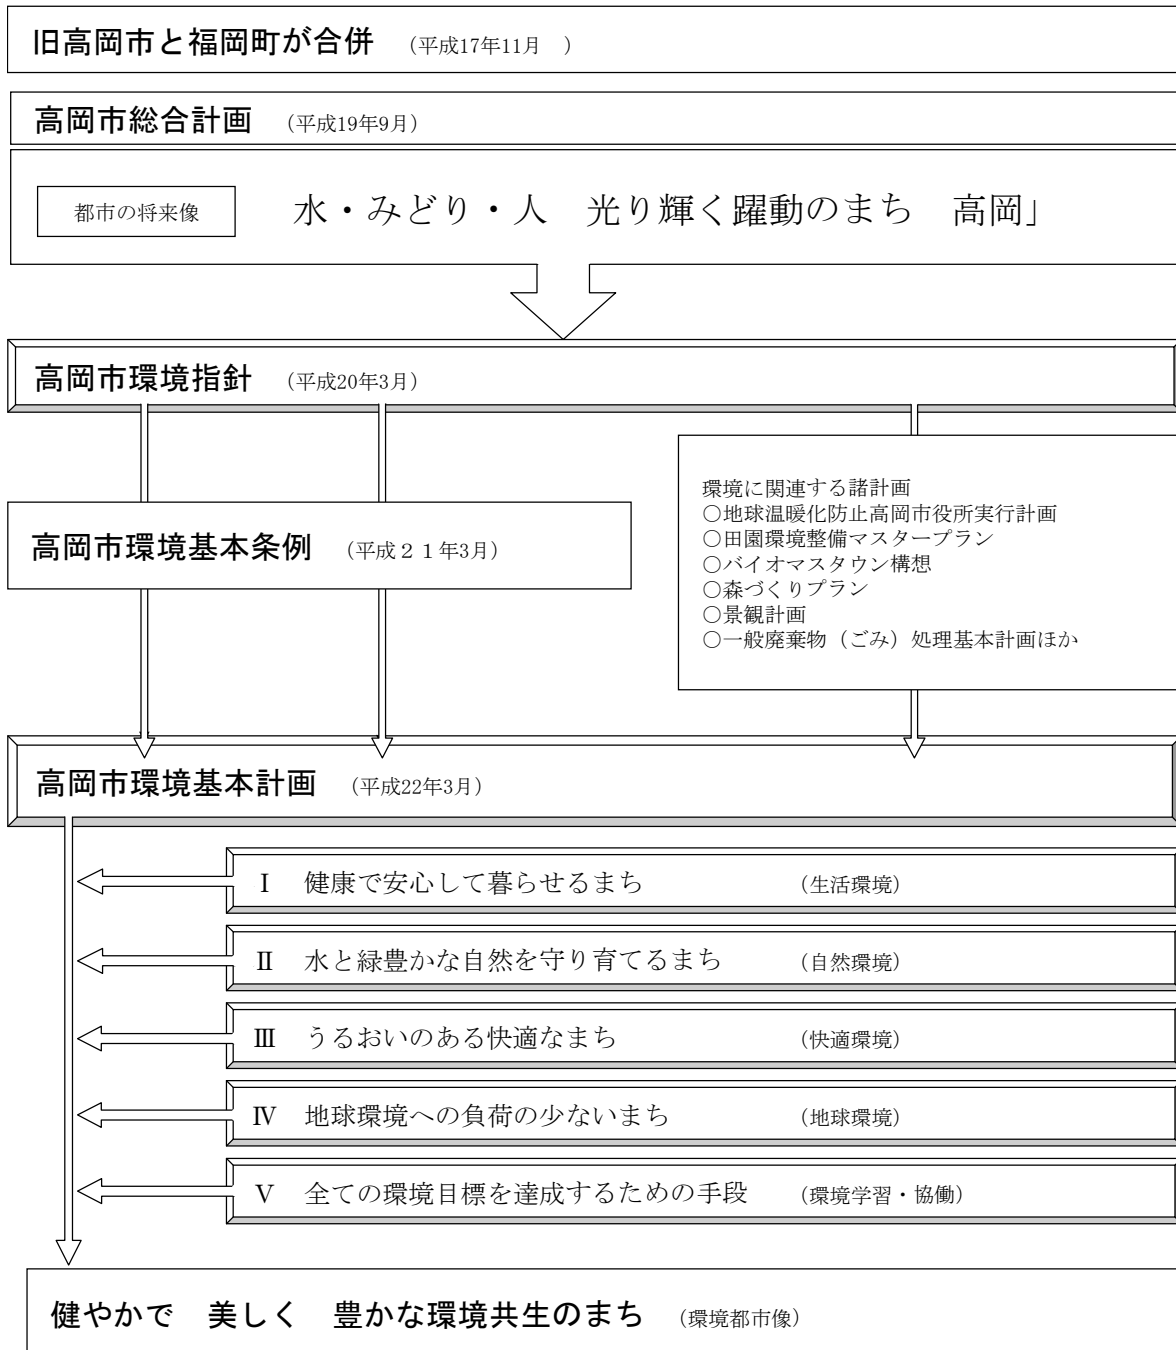 旧高岡市と福岡町が合併　（平成17年11月　）
高岡市総合計画　（平成19年9月）
都市の将来像　水・みどり・人　光り輝く躍動のまち　高岡」
高岡市環境指針　（平成20年3月）
高岡市環境基本条例　（平成２１年3月）
環境に関連する諸計画
○地球温暖化防止高岡市役所実行計画
○田園環境整備マスタープラン
○バイオマスタウン構想
○森づくりプラン
○景観計画
○一般廃棄物（ごみ）処理基本計画ほか
高岡市環境基本計画　（平成22年3月）
Ⅰ　健康で安心して暮らせるまち　（生活環境）
Ⅱ　水と緑豊かな自然を守り育てるまち　（自然環境）
Ⅲ　うるおいのある快適なまち　（快適環境）
Ⅳ　地球環境への負荷の少ないまち　（地球環境）
Ⅴ　全ての環境目標を達成するための手段　（環境学習・協働）
健やかで　美しく　豊かな環境共生のまち　（環境都市像）